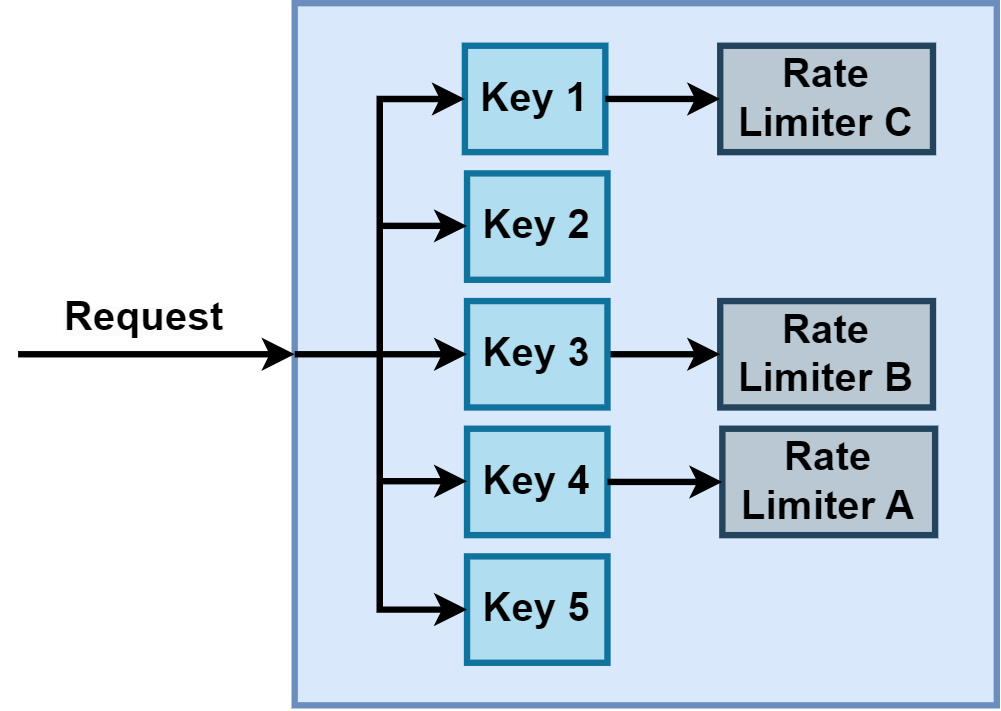 Key 1
Rate
Limiter C
Key 2
Request
Key 3
Rate
Limiter B
Key 4
Rate
Limiter A
Key 5